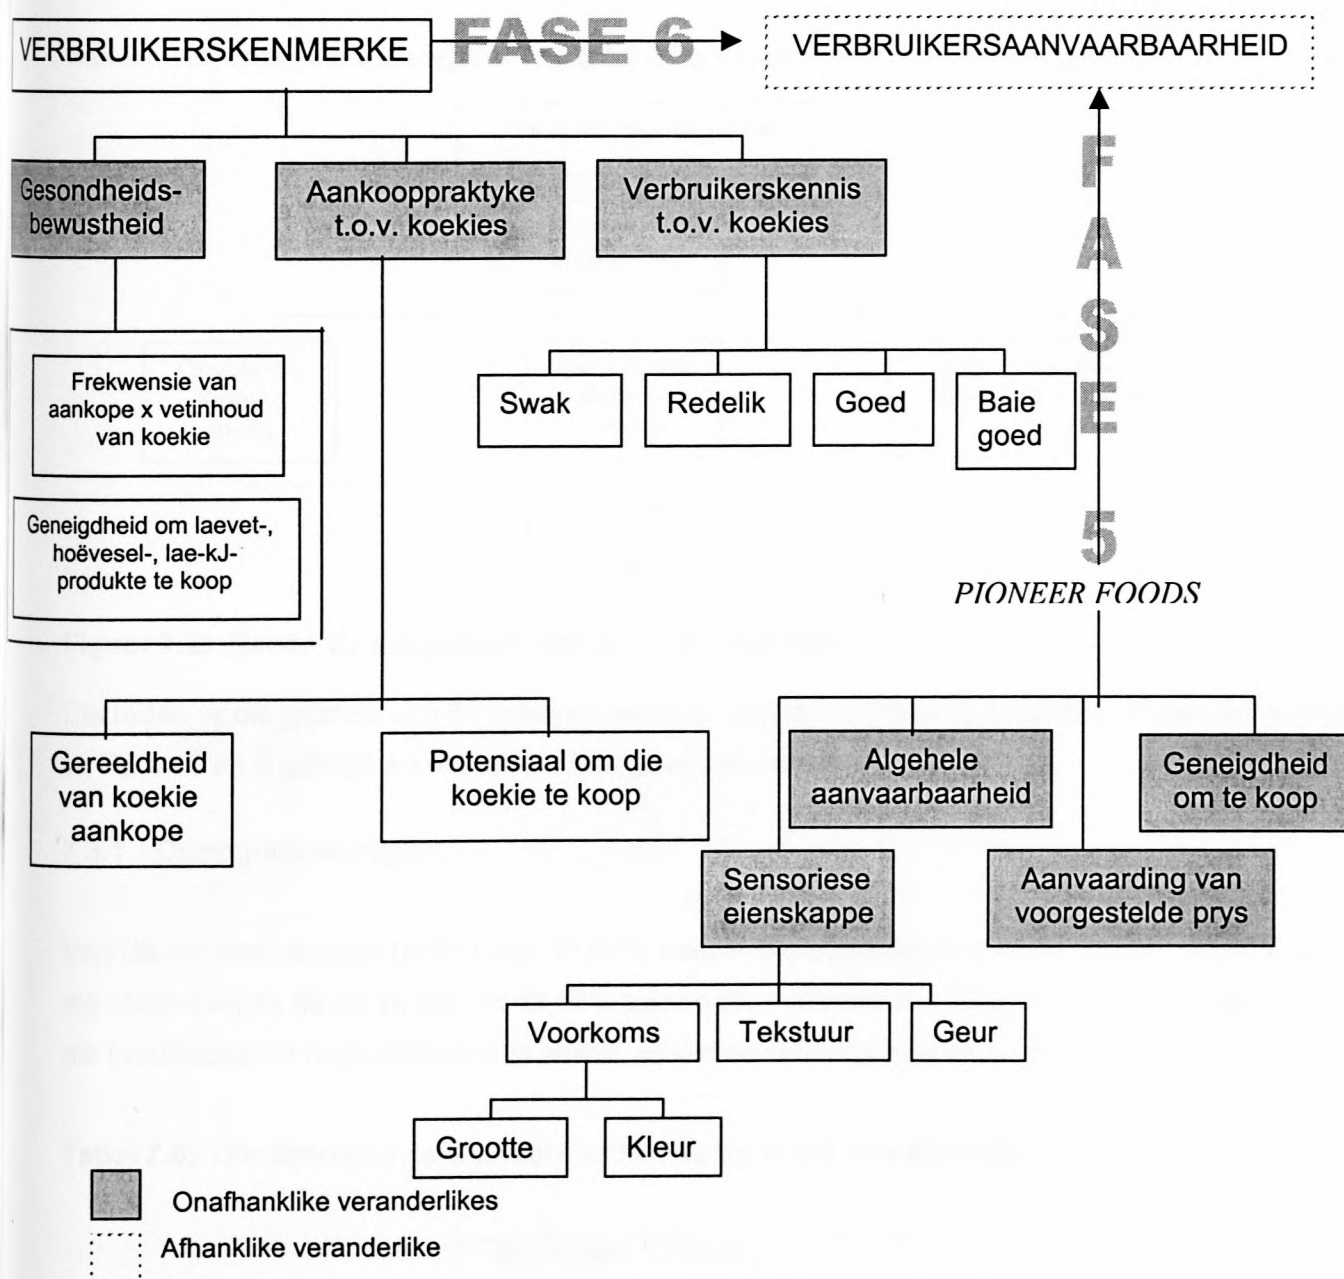 VERBRUIKERSKENMERKE
FASE 6
VERBRUIKERSAANVAARBAARHEID
Gesondheids-
bewustheid
Aankooppraktyke
t.o.v. koekies
Verbruikerskennis
t.o.v. koekies
F
A
S
E
5
PIONEER FOODS
Frekwensie van
aankope x vetinhoud
van koekie
Geneigdheid om laevet-,
hoëvesel-, lae-kJ-
produkte te koop
Swak
Redelik
Goed
Baie
goed
Gereeldheid
van koekie
aankope
Potensiaal om die
koekie te koop
Algehele
aanvaarbaarheid
Geneigdheid
om te koop
Sensoriese
eienskappe
Aanvaarding van
voorgestelde prys
Voorkoms
Tekstuur
Geur
Grootte
Kleur
Onafhanklike veranderlikes
Afhanklike veranderlike